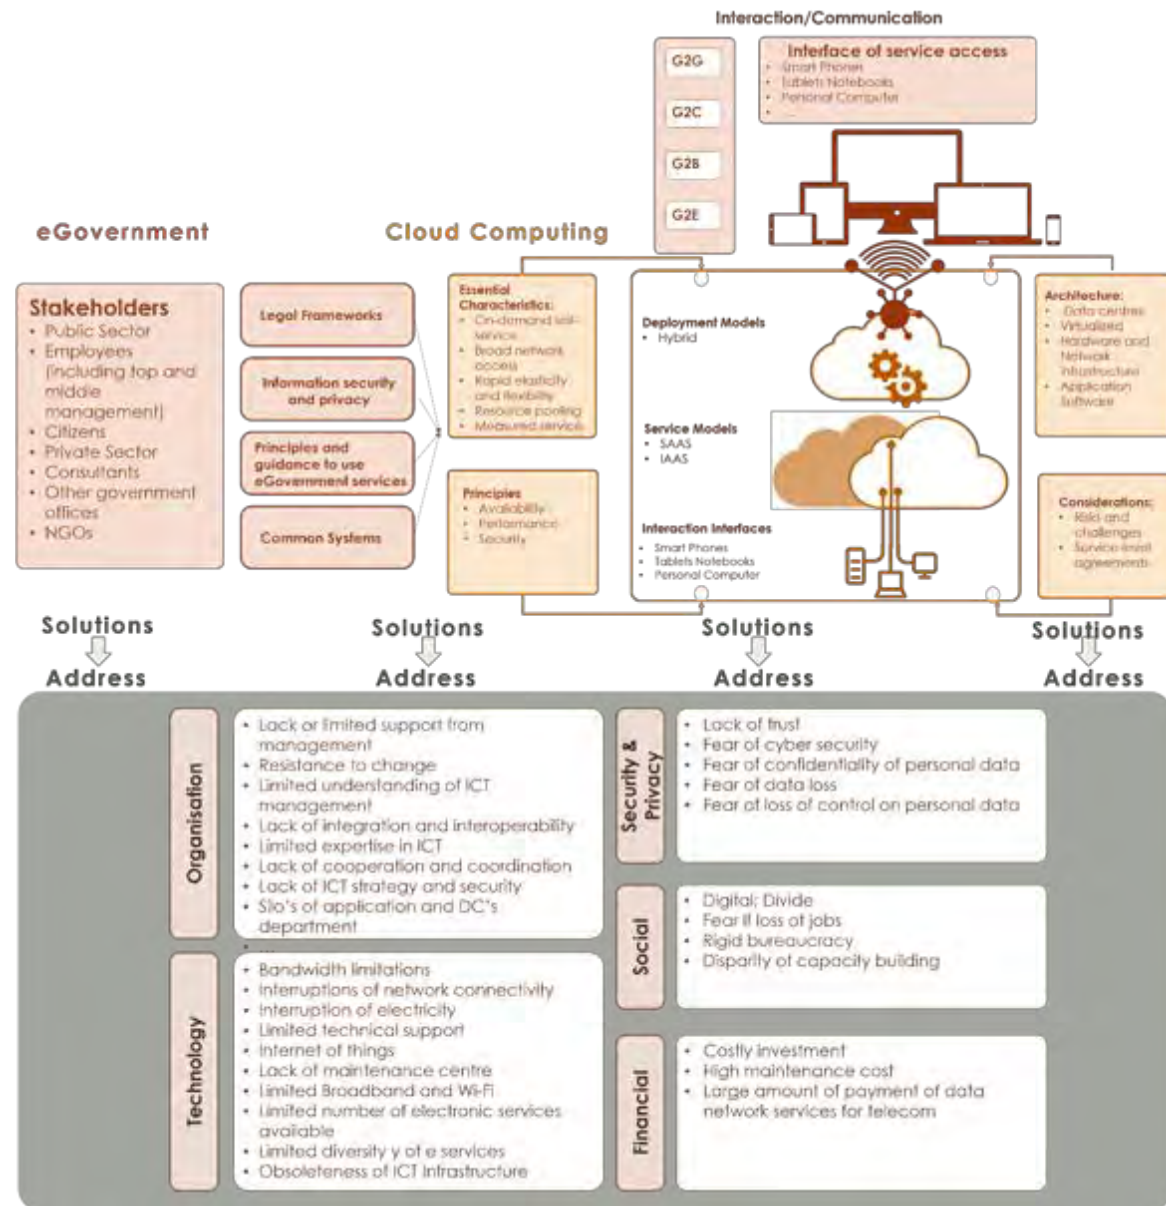 Interaction/Communication
G2G
G2C
G2B
G2E
Interface of service access
• Smart Phones
• Tablets Notebooks
• Personal Computer
• ...
eGovernment
Cloud Computing
Stakeholders
• Public Sector
• Employees
(including top and
middle
management)
• Citizens
• Private Sector
• Consultants
• Other government
offices
• NGOs
Legal Frameworks
Information security
and privacy
Principles and
guidance to use
eGovernment services
Common Systems
Essential
Characteristics:
• On-demand self-
service
• Broad network
access
• Rapid elasticity
and flexibility
• Resource pooling
• Measured service
Principles
• Availability
• Performance
• Security
Deployment Models
• Hybrid
Service Models
• SAAS
• IAAS
Interaction Interfaces
• Smart Phones
• Tablets Notebooks
• Personal Computer
Architecture:
• Data centres
• Virtualized
• Hardware and
Network
Infrastructure
• Application
Software
Considerations:
• Risks and
challenges
• Service-level
agreements
Solutions
Address
Solutions
Address
Solutions
Address
Solutions
Address
Organisation
• Lack or limited support from
management
• Resistance to change
• Limited understanding of ICT
management
• Lack of integration and interoperability
• Limited expertise in ICT
• Lack of cooperation and coordination
• Lack of ICT strategy and security
• Silo's of application and DC's
department
• ...
Technology
• Bandwidth limitations
• Interruptions of network connectivity
• Interruption of electricity
• Limited technical support
• Internet of things
• Lack of maintenance centre
• Limited Broadband and Wi-Fi
• Limited number of electronic services
available
• Limited diversity y of e services
• Obsoleteness of ICT Infrastructure
Security &
Privacy
• Lack of trust
• Fear of cyber security
• Fear of confidentiality of personal data
• Fear of data loss
• Fear of loss of control on personal data
Social
• Digital; Divide
• Fear if loss of jobs
• Rigid bureaucracy
• Disparity of capacity building
Financial
• Costly investment
• High maintenance cost
• Large amount of payment of data
network services for telecom